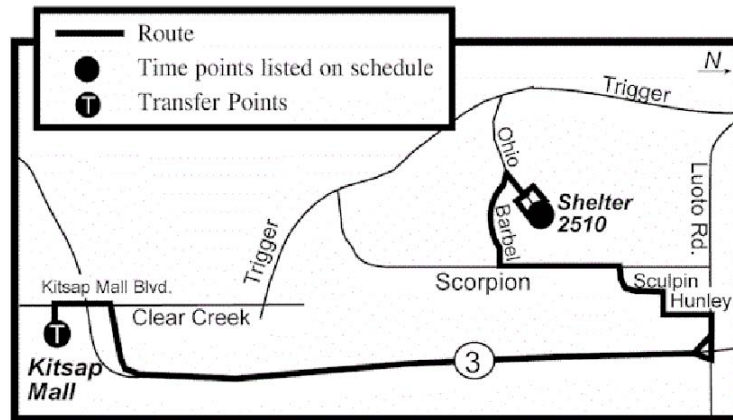 Route
Time points listed on schedule
T Transfer Points
N
Trigger
Ohio
Luoto Rd.
Shelter
2510
Barbel
Trigger
Scorpion
Sculpin
Hunley
Kitsap Mall Blvd.
Clear Creek
T
Kitsap
Mall
3